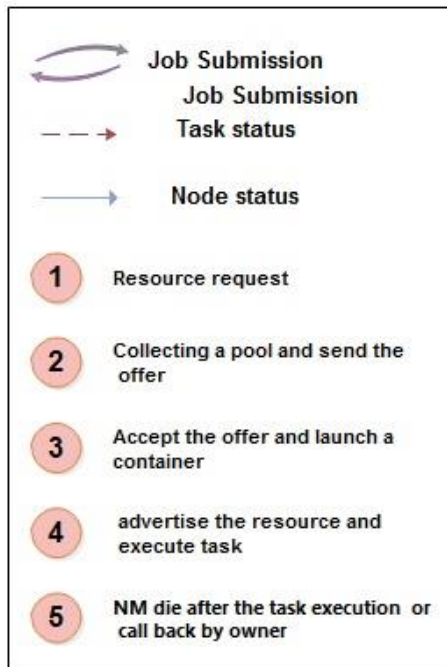 Job Submission
Job Submission
Task status
Node status
1
Resource request
2
Collecting a pool and send the
offer
3
Accept the offer and launch a
container
4
advertise the resource and
execute task
5
NM die after the task execution or
call back by owner